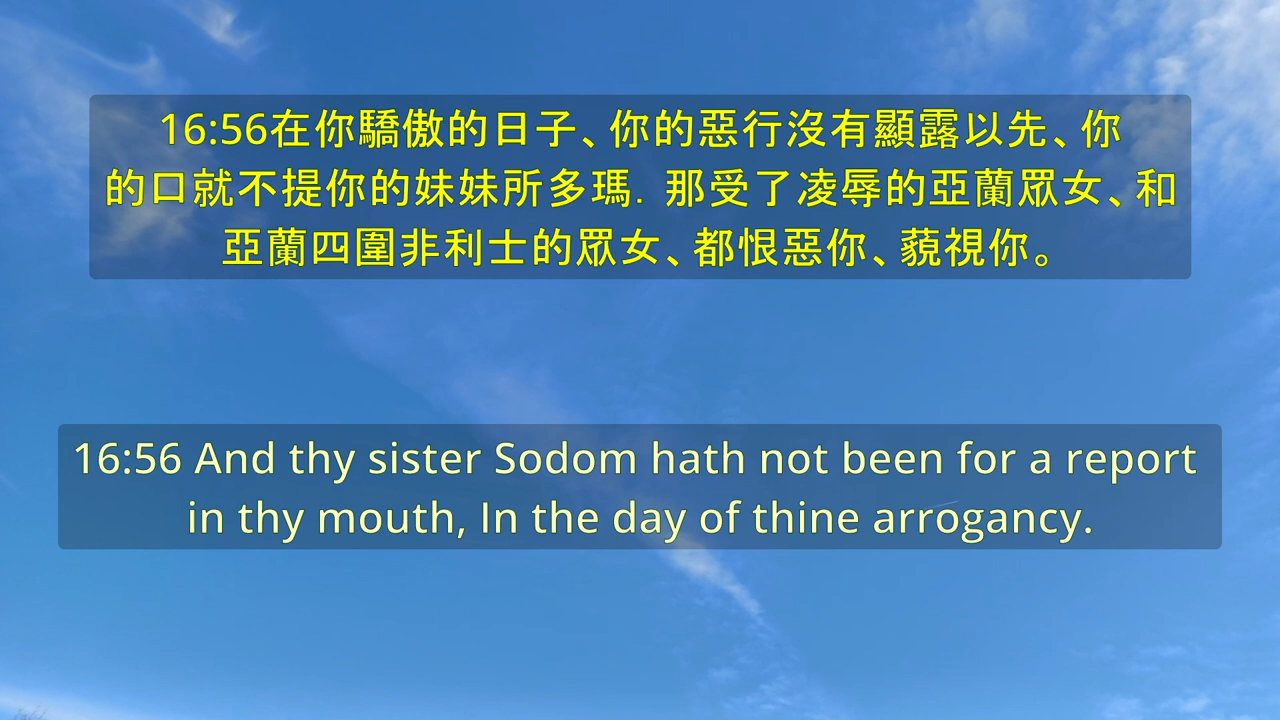 16:56在你驕傲的日子、你的惡行沒有顯露以先、你
的口就不提你的妹妹所多瑪．那受了凌辱的亞蘭眾女、和
亞蘭四圍非利士的眾女、都恨惡你、藐視你。
16:56 And thy sister Sodom hath not been for a report
in thy mouth, In the day of thine arrogancy.